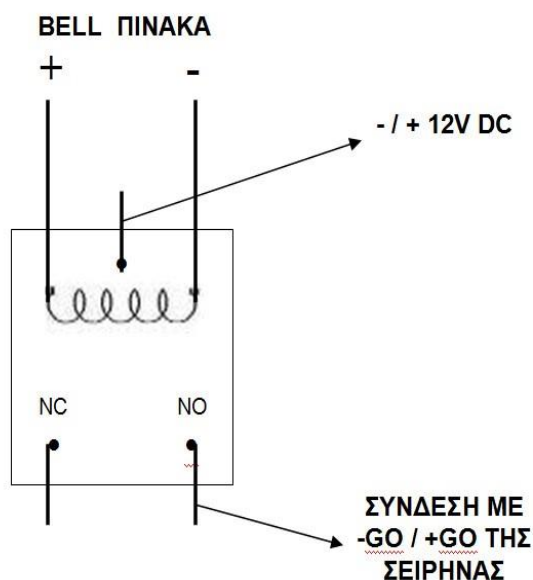 BELL ΠΙΝΑΚΑ
+ -
- / + 12V DC
NC NO
ΣΥΝΔΕΣΗ ΜΕ
-GO / +GO ΤΗΣ
ΣΕΙΡΗΝΑΣ